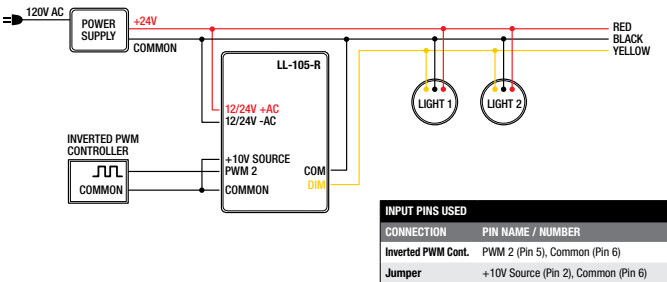 120V AC
POWER
SUPPLY
+24V
COMMON
RED
BLACK
YELLOW
LL-105-R
12/24V +AC
12/24V -AC
LIGHT 1
LIGHT 2
INVERTED PWM
CONTROLLER
COMMON
+10V SOURCE
PWM 2
COMMON
COM
DIM
INPUT PINS USED
CONNECTION PIN NAME / NUMBER
Inverted PWM Cont. PWM 2 (Pin 5), Common (Pin 6)
Jumper +10V Source (Pin 2), Common (Pin 6)